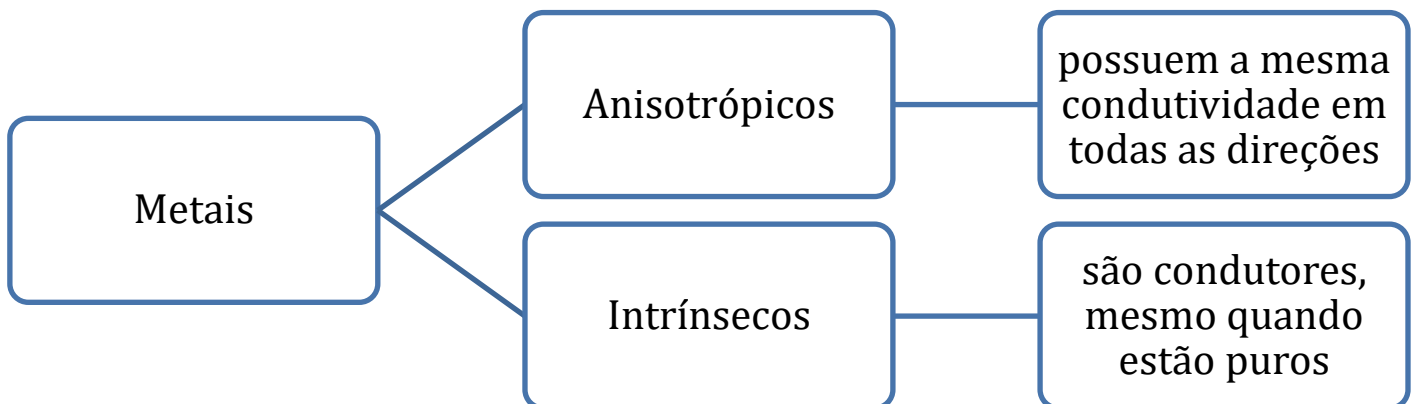 Metais
Anisotrópicos
possuem a mesma
condutividade em
todas as direções
Intrínsecos
são condutores,
mesmo quando
estão puros